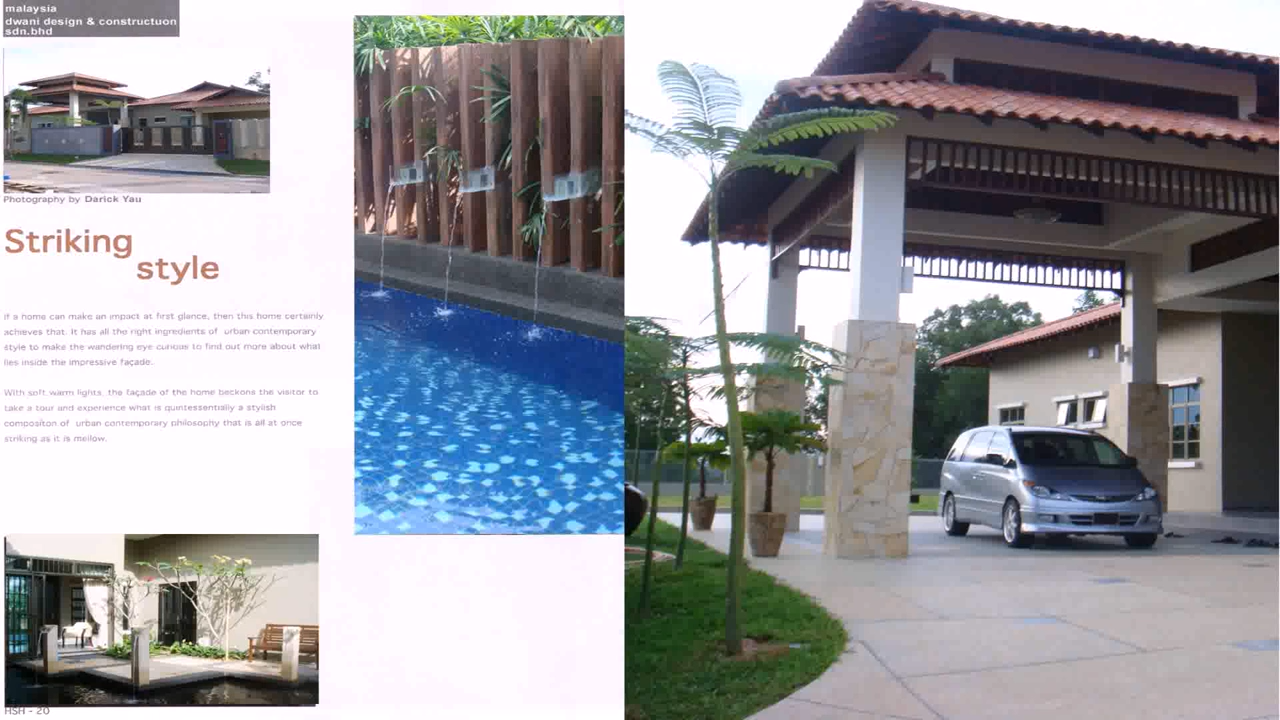 malaysia
dwani design & constructuon
sdn.bhd
Photography by Darick Yau
Striking
style
If a home can make an impact at first glance, then this home certainly
achieves that. It has all the right ingredients of urban contemporary
style to make the wandering eye curious to find out more about what
lies inside the impressive façade.
With soft warm lights, the façade of the home beckons the visitor to
take a tour and experience what is quintessentially a stylish
compositon of urban contemporary philosophy that is all at once
striking as it is mellow.
HSH - 20